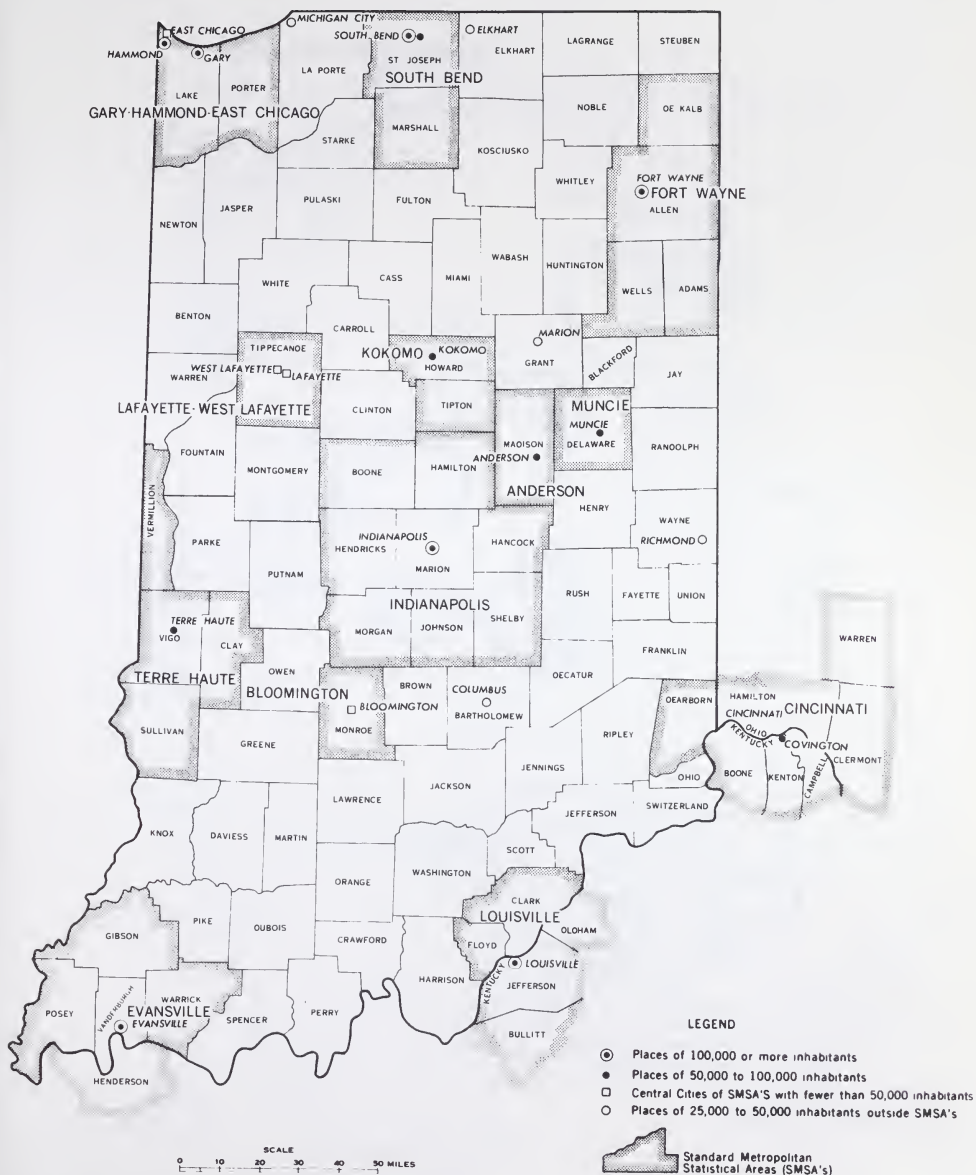 MICHIGAN CITY
EAST CHICAGO
SOUTH BEND
ELKHART
ELKHART
LAGRANGE
STEUBEN
HAMMOND
GARY
LA PORTE
ST JOSEPH
SOUTH BEND
LAKE
PORTER
NOBLE
DE KALB
GARY-HAMMOND-EAST CHICAGO
MARSHALL
STARKE
KOSCIUSKO
WHITLEY
FORT WAYNE
FORT WAYNE
ALLEN
NEWTON
JASPER
PULASKI
FULTON
WABASH
HUNTINGTON
WHITE
CASS
MIAMI
WELLS
ADAMS
BENTON
CARROLL
MARION
TIPPECANOE
KOKOMO
KOKOMO
HOWARD
GRANT
BLACKFORD
JAY
WARREN
WEST LAFAYETTE
LAFAYETTE
LAFAYETTE-WEST LAFAYETTE
CLINTON
TIPTON
MUNCIE
MUNCIE
DELAWARE
MADISON
ANDERSON
RANDOLPH
FOUNTAIN
MONTGOMERY
BOONE
HAMILTON
ANDERSON
HENRY
WAYNE
RICHMOND
VERMILLION
PARKE
INDIANAPOLIS
HENDRICKS
MARION
HANCOCK
PUTNAM
INDIANAPOLIS
RUSH
FAYETTE
UNION
TERRE HAUTE
VIGO
CLAY
MORGAN
JOHNSON
SHELBY
FRANKLIN
WARREN
TERRE HAUTE
OWEN
BLOOMINGTON
BROWN
COLUMBUS
DECATUR
BLOOMINGTON
BARTHOLOMEW
MONROE
DEARBORN
HAMILTON
CINCINNATI
CINCINNATI
SULLIVAN
GREENE
RIPLEY
OHIO
KENTUCKY
COVINGTON
CLERMONT
JENNINGS
OHIO
BOONE
KENTON
CAMPBELL
LAWRENCE
JACKSON
SWITZERLAND
JEFFERSON
KNOX
DAVIESS
MARTIN
SCOTT
WASHINGTON
ORANGE
CLARK
LOUISVILLE
OLDHAM
GIBSON
PIKE
DUBOIS
CRAWFORD
FLOYD
LOUISVILLE
HARRISON
KENTUCKY
JEFFERSON
POSEY
VANDERBURGH
WARRICK
EVANSVILLE
EVANSVILLE
SPENCER
PERRY
BULLITT
HENDERSON
LEGEND
Places of 100,000 or more inhabitants
Places of 50,000 to 100,000 inhabitants
Central Cities of SMSA'S with fewer than 50,000 inhabitants
Places of 25,000 to 50,000 inhabitants outside SMSA's
Standard Metropolitan
Statistical Areas (SMSA's)
SCALE
0 10 20 30 40 50 MILES